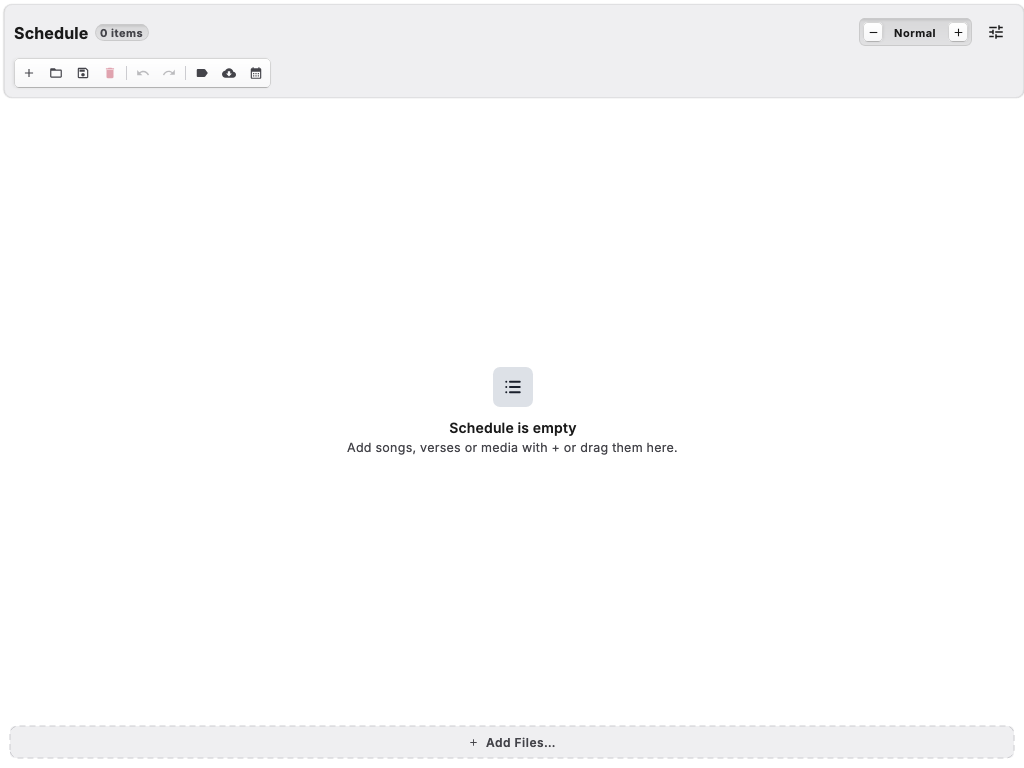 Schedule 0 items − Normal +
Schedule is empty
Add songs, verses or media with + or drag them here.
+ Add Files...